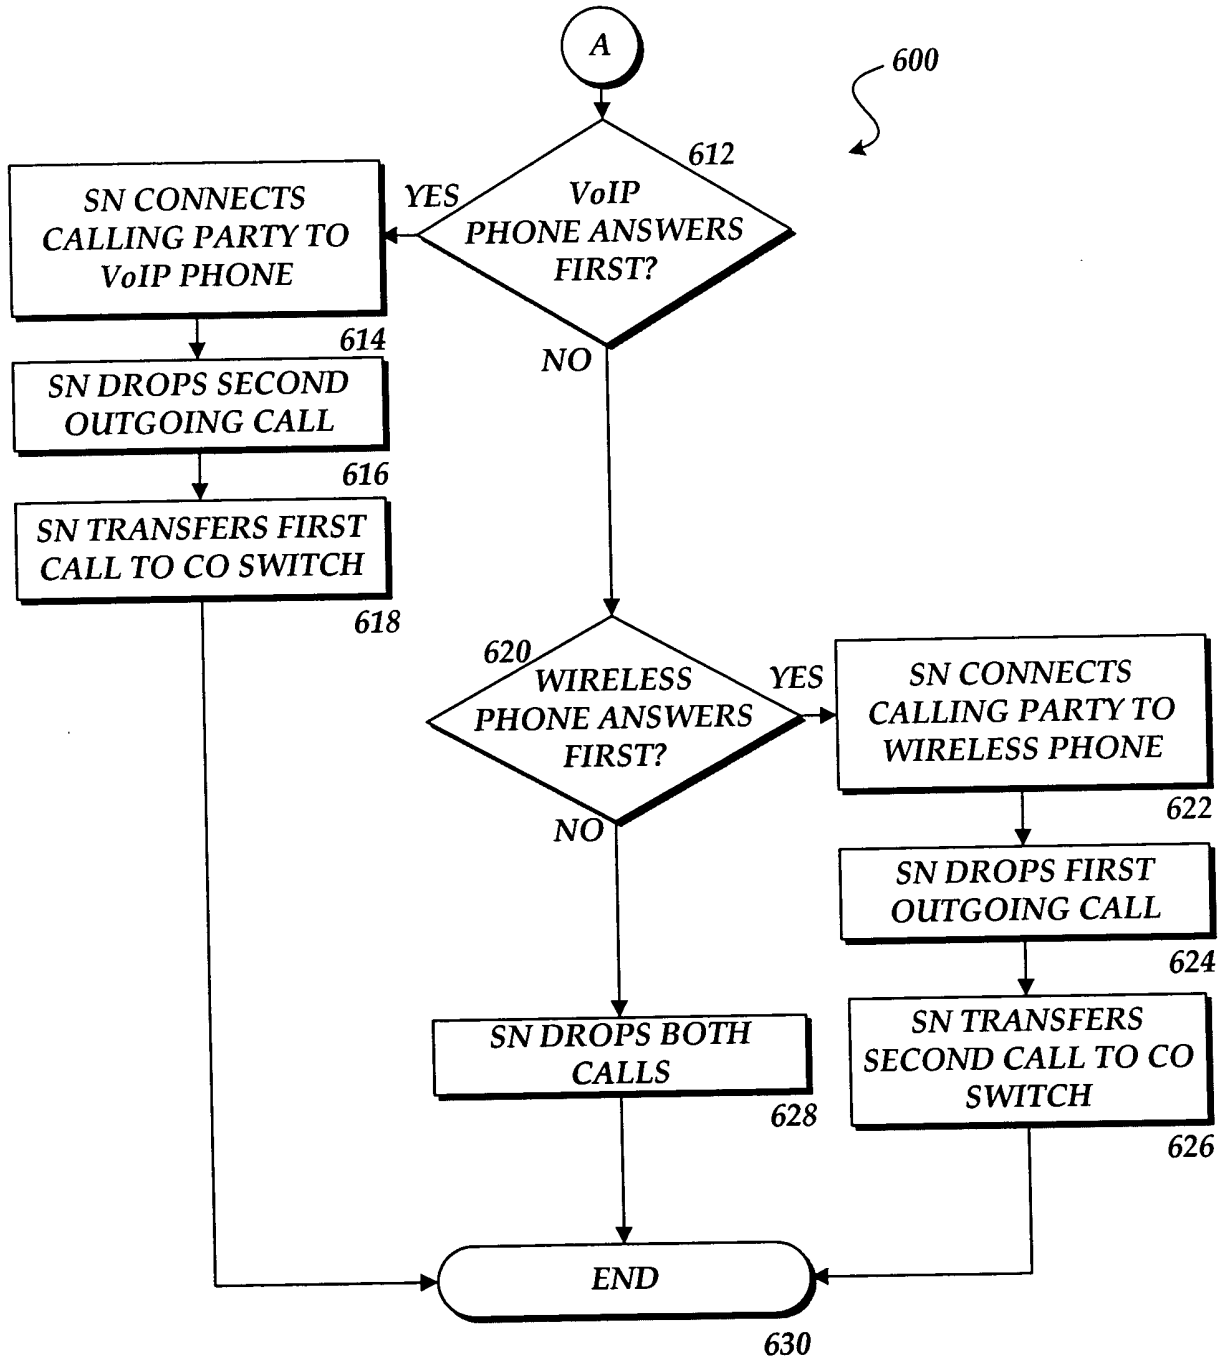 A
600
612
VoIP
PHONE ANSWERS
FIRST?
YES
NO
SN CONNECTS
CALLING PARTY TO
VoIP PHONE
614
SN DROPS SECOND
OUTGOING CALL
616
SN TRANSFERS FIRST
CALL TO CO SWITCH
618
620
WIRELESS
PHONE ANSWERS
FIRST?
YES
NO
SN CONNECTS
CALLING PARTY TO
WIRELESS PHONE
622
SN DROPS FIRST
OUTGOING CALL
624
SN TRANSFERS
SECOND CALL TO CO
SWITCH
626
SN DROPS BOTH
CALLS
628
END
630